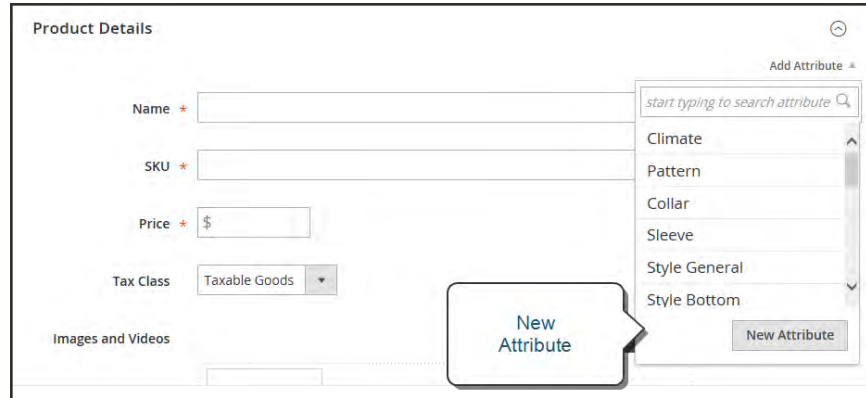 Product Details
Add Attribute
Name *
start typing to search attribute
Climate
SKU *
Pattern
Collar
Price * $
Sleeve
Tax Class Taxable Goods
Style General
Style Bottom
New
Attribute
New Attribute
Images and Videos